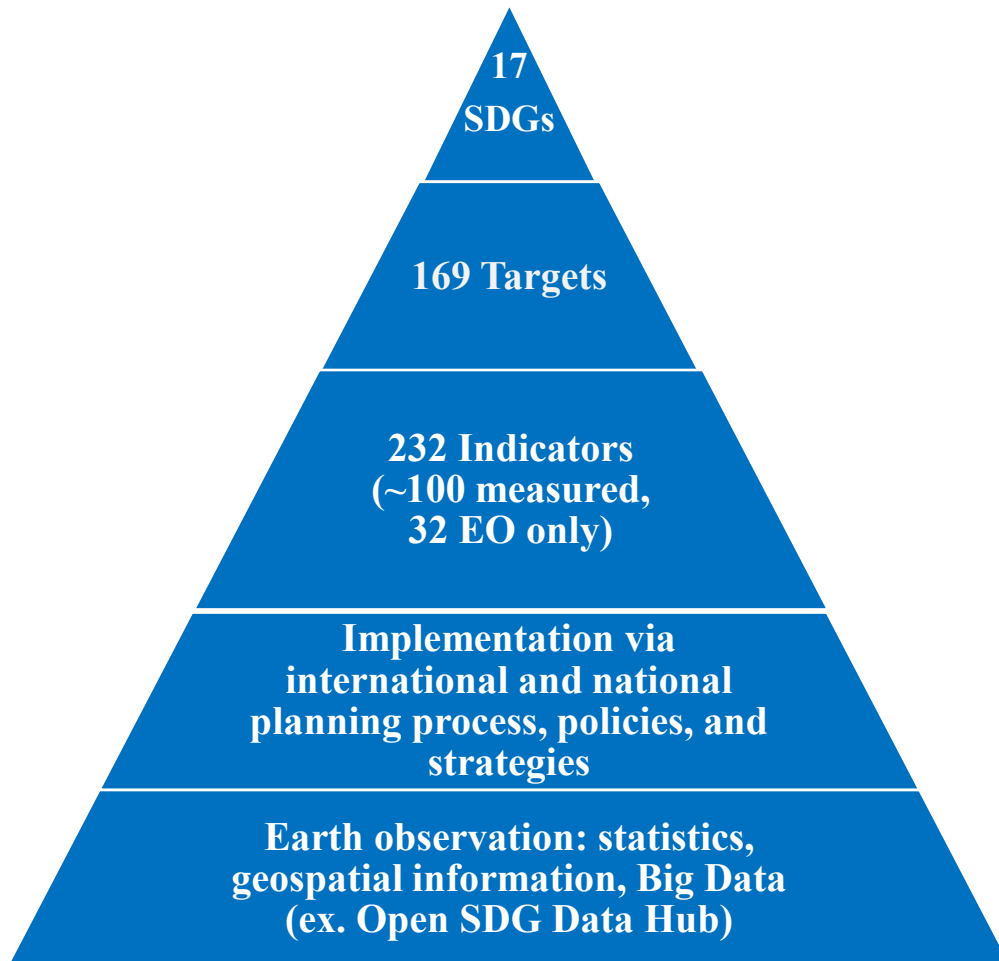 17
SDGs
169 Targets
232 Indicators
(~100 measured,
32 EO only)
Implementation via
international and national
planning process, policies, and
strategies
Earth observation: statistics,
geospatial information, Big Data
(ex. Open SDG Data Hub)